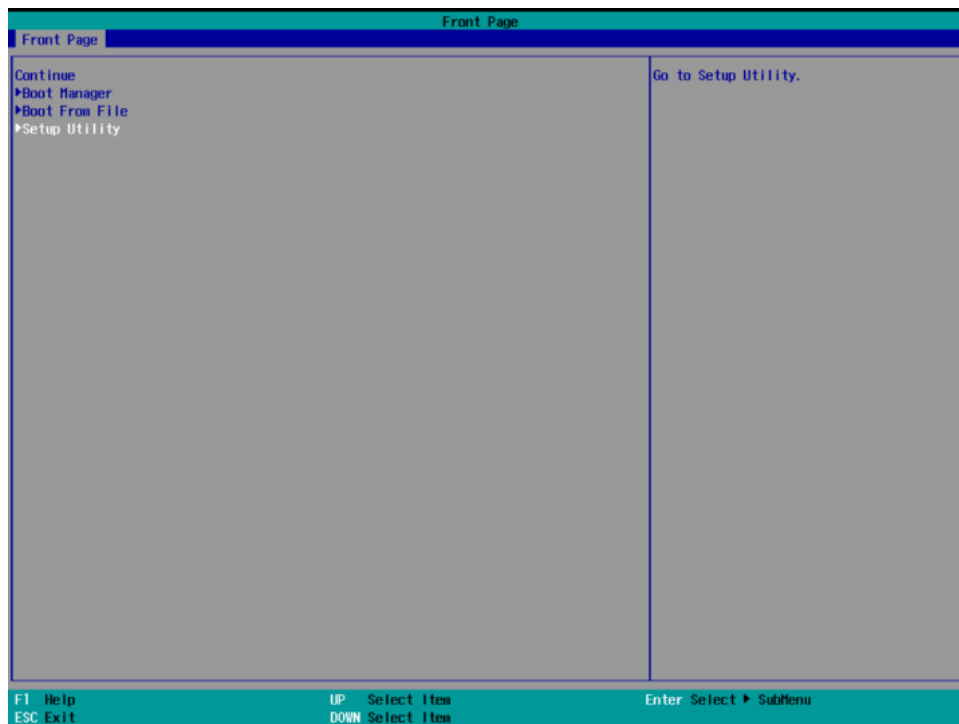 Front Page
Front Page
Continue
▶Boot Manager
▶Boot From File
▶Setup Utility
Go to Setup Utility.
F1 Help
ESC Exit
UP Select Item
DOWN Select Item
Enter Select ▶ SubMenu